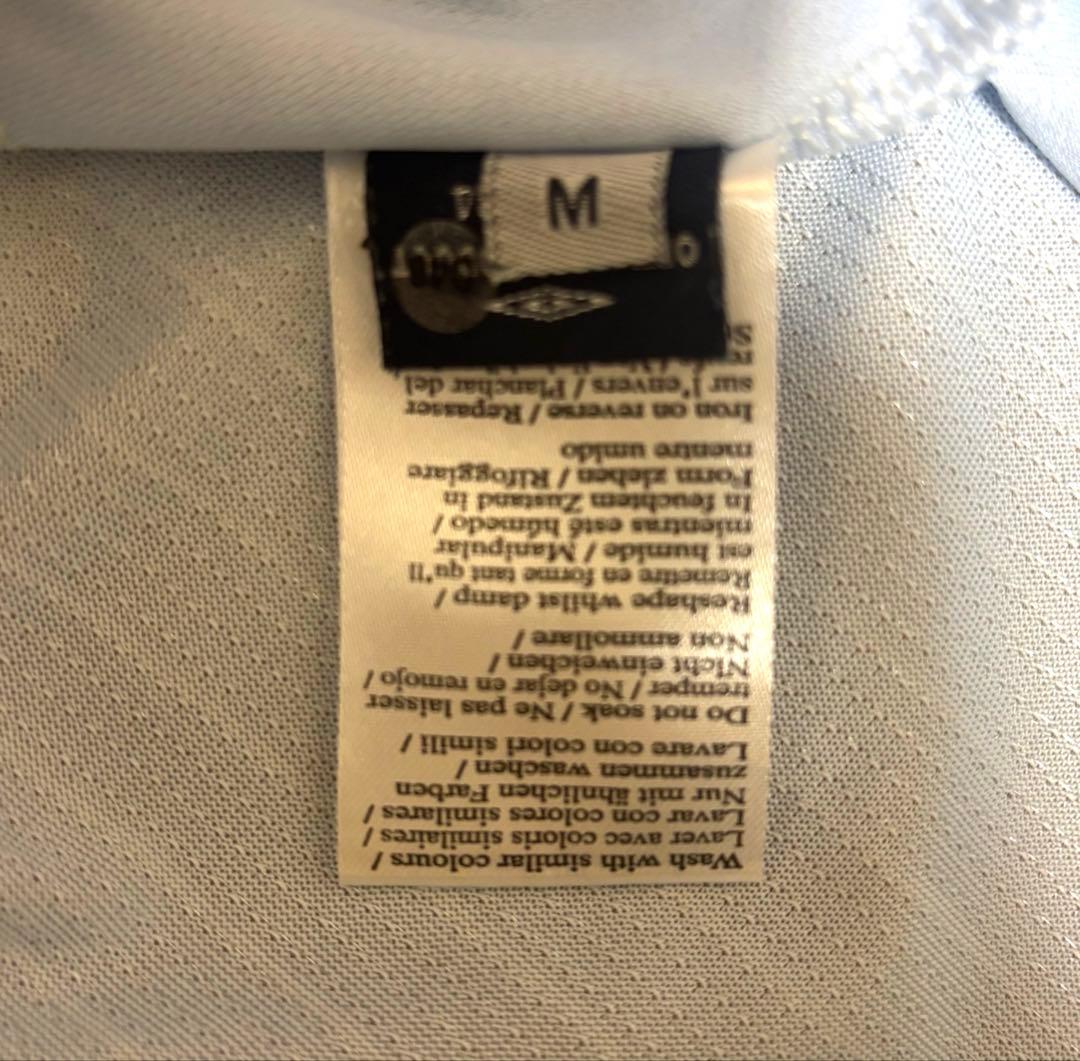 M
Wash with similar colours /
Laver avec coloris similaires /
Lavar con colores similares /
Nur mit ähnlichen Farben
zusammen waschen /
Lavare con colori simili /
Do not soak / Ne pas laisser
tremper / No dejar en remojo /
Nicht einweichen /
Non ammollare /
Reshape whilst damp /
Remettre en forme tant qu'il
est humide / Manipular
mientras esté húmedo /
In feuchtem Zustand in
Form ziehen / Rifoggiare
mentre umido
Iron on reverse / Repasser
sur l'envers / Planchar del